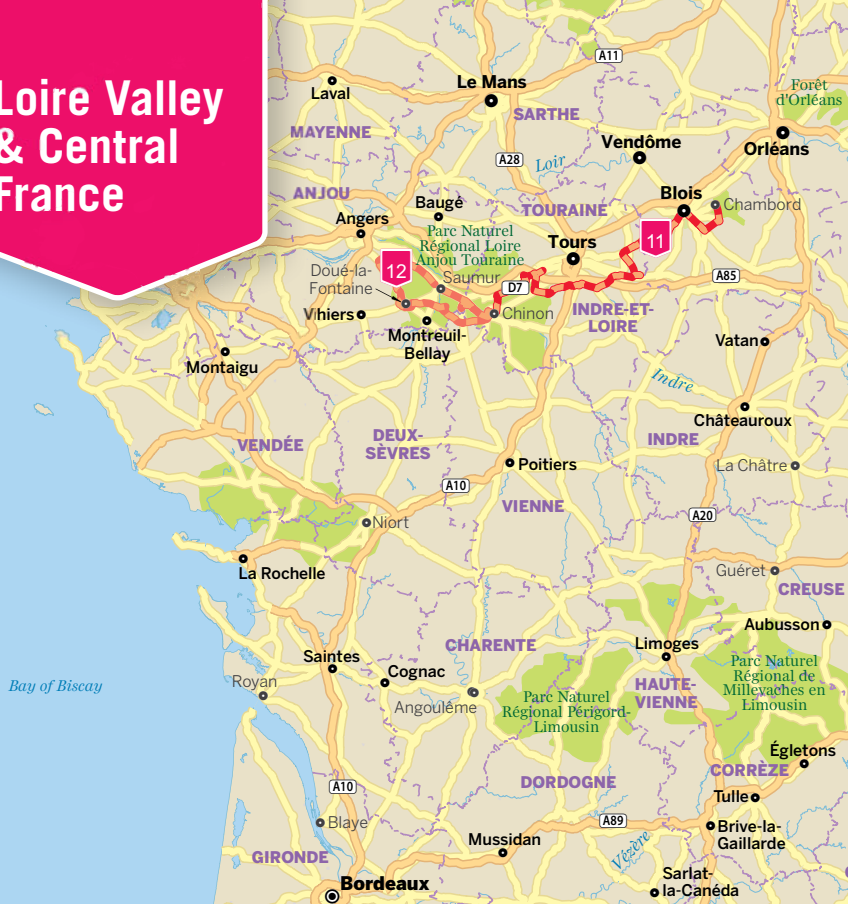 Loire Valley
& Central
France
A11
Le Mans
Laval
Forêt
d'Orléans
SARTHE
MAYENNE
Vendôme
Orléans
A28
Loir
ANJOU
Blois
Chambord
Baugé
TOURAINE
Angers
Parc Naturel
Régional Loire
Anjou Touraine
Tours
11
12
Doué-la-
Fontaine
Saumur
A85
D7
Chinon
Vhiers
INDRE-ET-
LOIRE
Montreuil-
Bellay
Vatan
Montaigu
Indre
Châteauroux
VENDÉE
DEUX-
SÈVRES
INDRE
La Châtre
Poitiers
A10
VIENNE
A20
Niort
La Rochelle
Guéret
CREUSE
Aubusson
CHARENTE
Limoges
Saintes
Cognac
Parc Naturel
Régional de
Millevaches en
Limousin
Bay of Biscay
Royan
HAUTE-
VIENNE
Angoulême
Parc Naturel
Régional Périgord-
Limousin
Égletons
CORRÈZE
DORDOGNE
A10
Tulle
Blaye
A89
Brive-la-
Gaillarde
Mussidan
Vézère
GIRONDE
Sarlat-
la-Canéda
Bordeaux